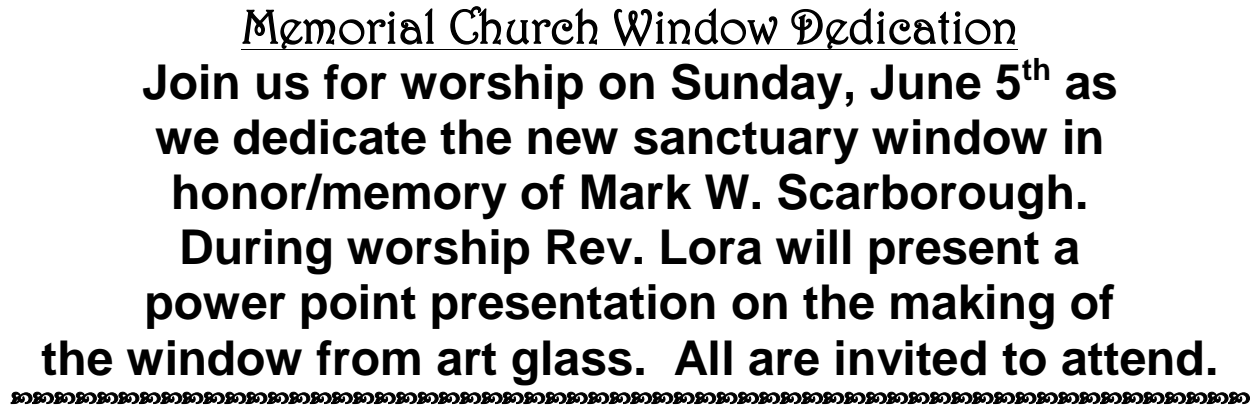 Memorial Church Window Dedication
Join us for worship on Sunday, June 5th as
we dedicate the new sanctuary window in
honor/memory of Mark W. Scarborough.
During worship Rev. Lora will present a
power point presentation on the making of
the window from art glass.  All are invited to attend.